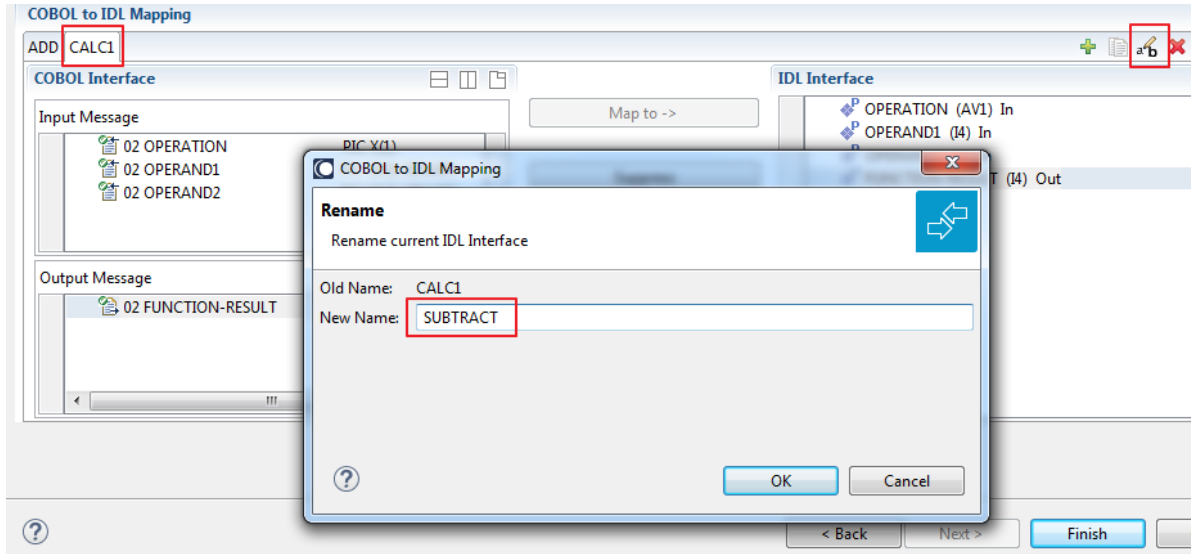 COBOL to IDL Mapping
ADD CALC1
COBOL Interface
IDL Interface
Input Message
Map to ->
OPERATION (AV1) In
OPERAND1 (I4) In
02 OPERATION PIC X(1)
02 OPERAND1
02 OPERAND2
T (I4) Out
COBOL to IDL Mapping
Rename
Rename current IDL Interface
Output Message
02 FUNCTION-RESULT
Old Name: CALC1
New Name: SUBTRACT
OK Cancel
< Back Next > Finish